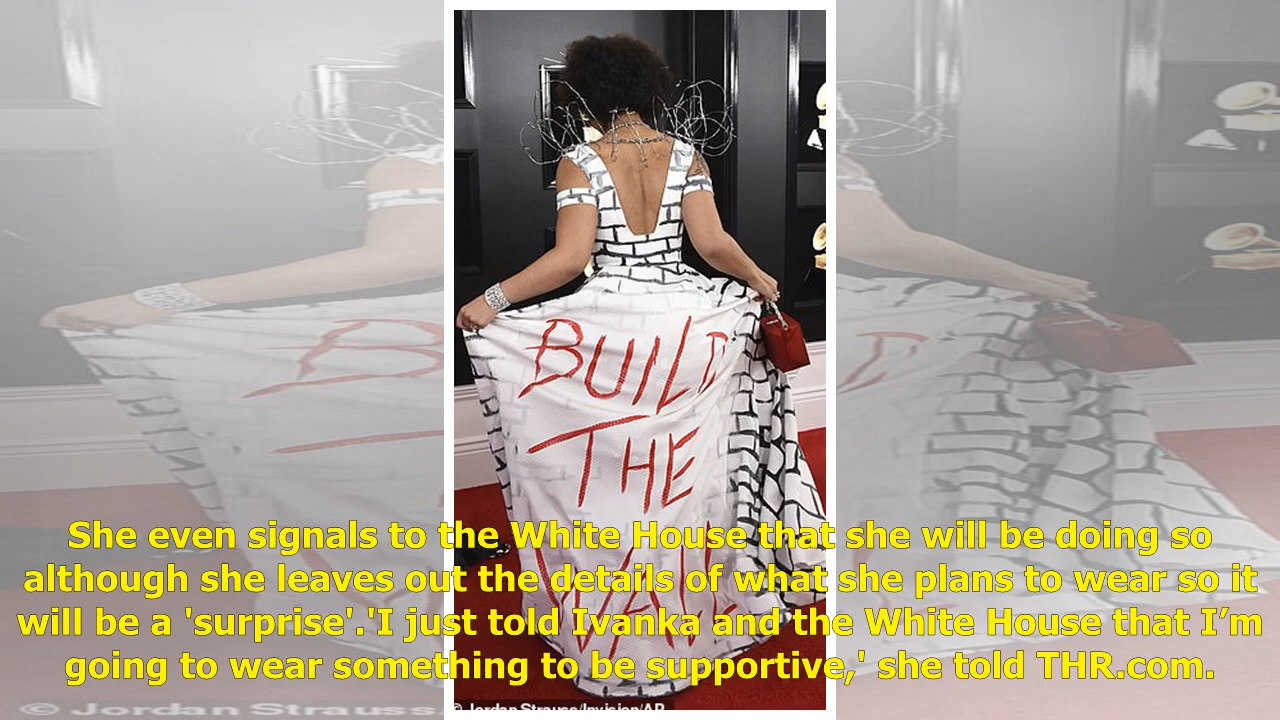 BUILD
THE
WALL
She even signals to the White House that she will be doing so
although she leaves out the details of what she plans to wear so it
will be a 'surprise'.'I just told Ivanka and the White House that I’m
going to wear something to be supportive,' she told THR.com.
© Jordan Strauss/Invision/AP
© Jordan Strauss/